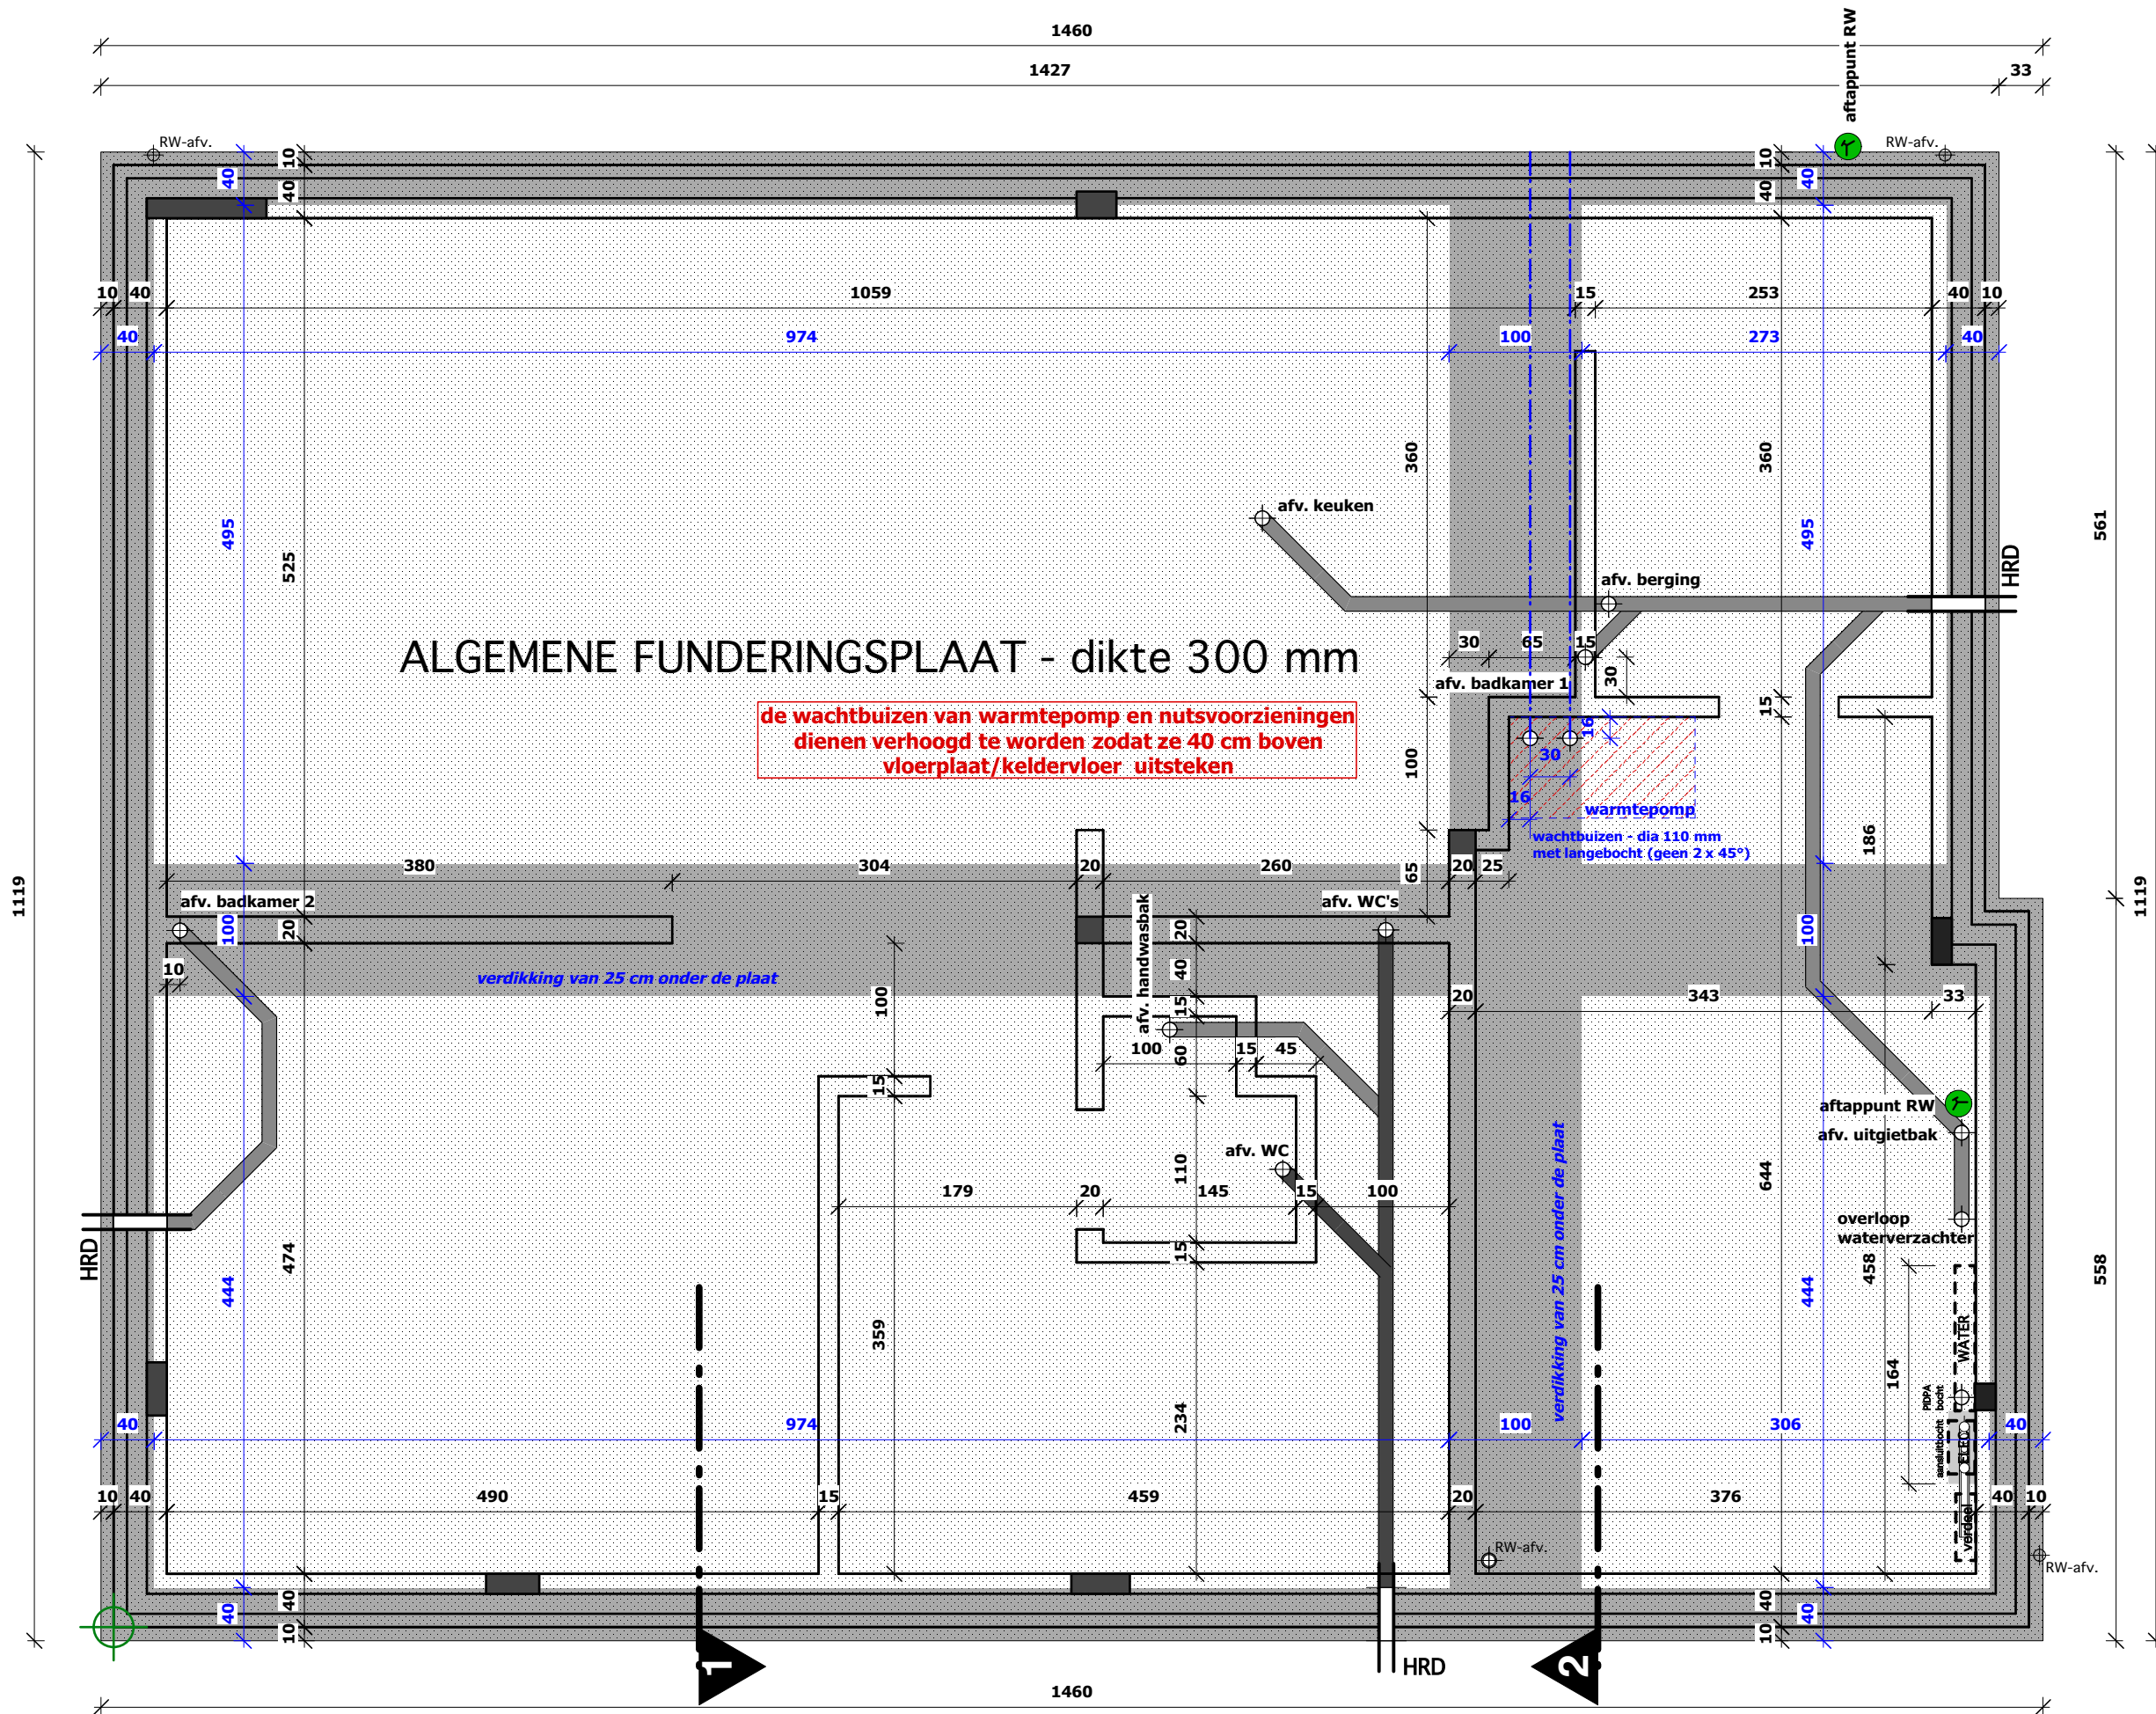 1460
1427
33
aftappunt RW
RW-afv.
RW-afv.
10
40
40
10
40
40
10
40
1059
15
253
40
10
40
974
100
273
40
360
360
495
525
495
561
afv. keuken
afv. berging
HRD
ALGEMENE FUNDERINGSPLAAT - dikte 300 mm
30
65
15
30
afv. badkamer 1
de wachtbuizen van warmtepomp en nutsvoorzieningen
dienen verhoogd te worden zodat ze 40 cm boven
vloerplaat/keldervloer uitsteken
15
16
30
16
100
warmtepomp
wachtbuizen - dia 110 mm
met langebocht (geen 2 x 45°)
186
1119
1119
380
304
20
260
65
20
25
afv. badkamer 2
afv. handwasbak
afv. WC's
100
20
20
100
10
40
verdikking van 25 cm onder de plaat
100
15
20
343
33
100
15
45
60
15
aftappunt RW
afv. uitgietbak
afv. WC
110
verdikking van 25 cm onder de plaat
644
179
20
145
15
100
overloop
waterverzachter
HRD
474
444
15
444
458
558
359
WATER
164
PIDPA
bocht
234
40
974
100
306
40
aansluitbocht
ELEC
10
40
490
15
459
20
376
40
10
verdeel
RW-afv.
RW-afv.
40
40
10
40
40
10
1
2
HRD
1460